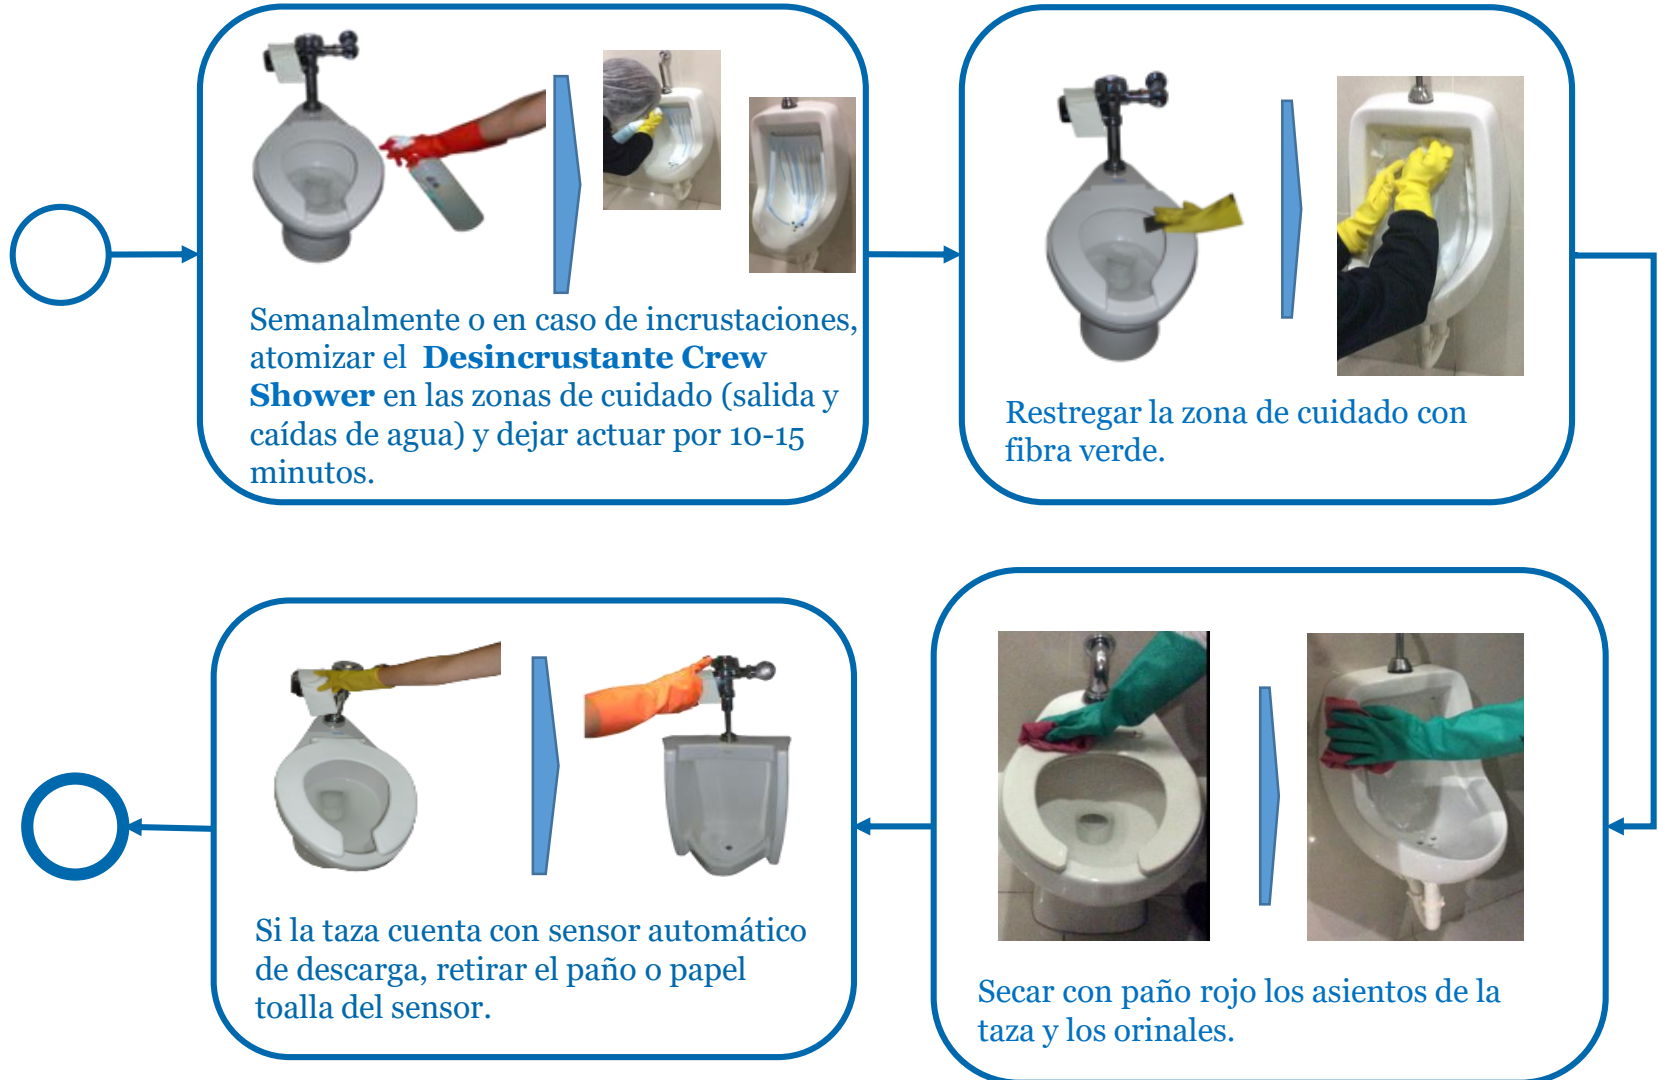 Semanalmente o en caso de incrustaciones,
atomizar el Desincrustante Crew
Shower en las zonas de cuidado (salida y
caídas de agua) y dejar actuar por 10-15
minutos.
Restregar la zona de cuidado con
fibra verde.
Secar con paño rojo los asientos de la
taza y los orinales.
Si la taza cuenta con sensor automático
de descarga, retirar el paño o papel
toalla del sensor.